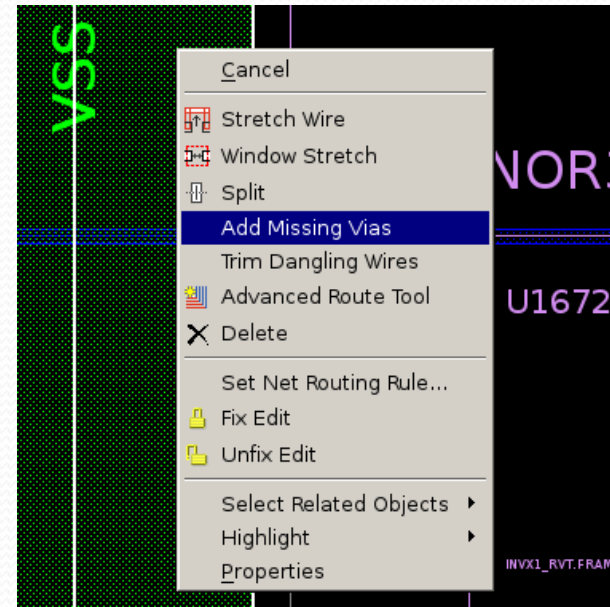 VSS
Cancel
Stretch Wire
Window Stretch
Split
Add Missing Vias
Trim Dangling Wires
Advanced Route Tool
Delete
Set Net Routing Rule...
Fix Edit
Unfix Edit
Select Related Objects
Highlight
Properties
NOR
U1672
INVX1_RVT.FRAM